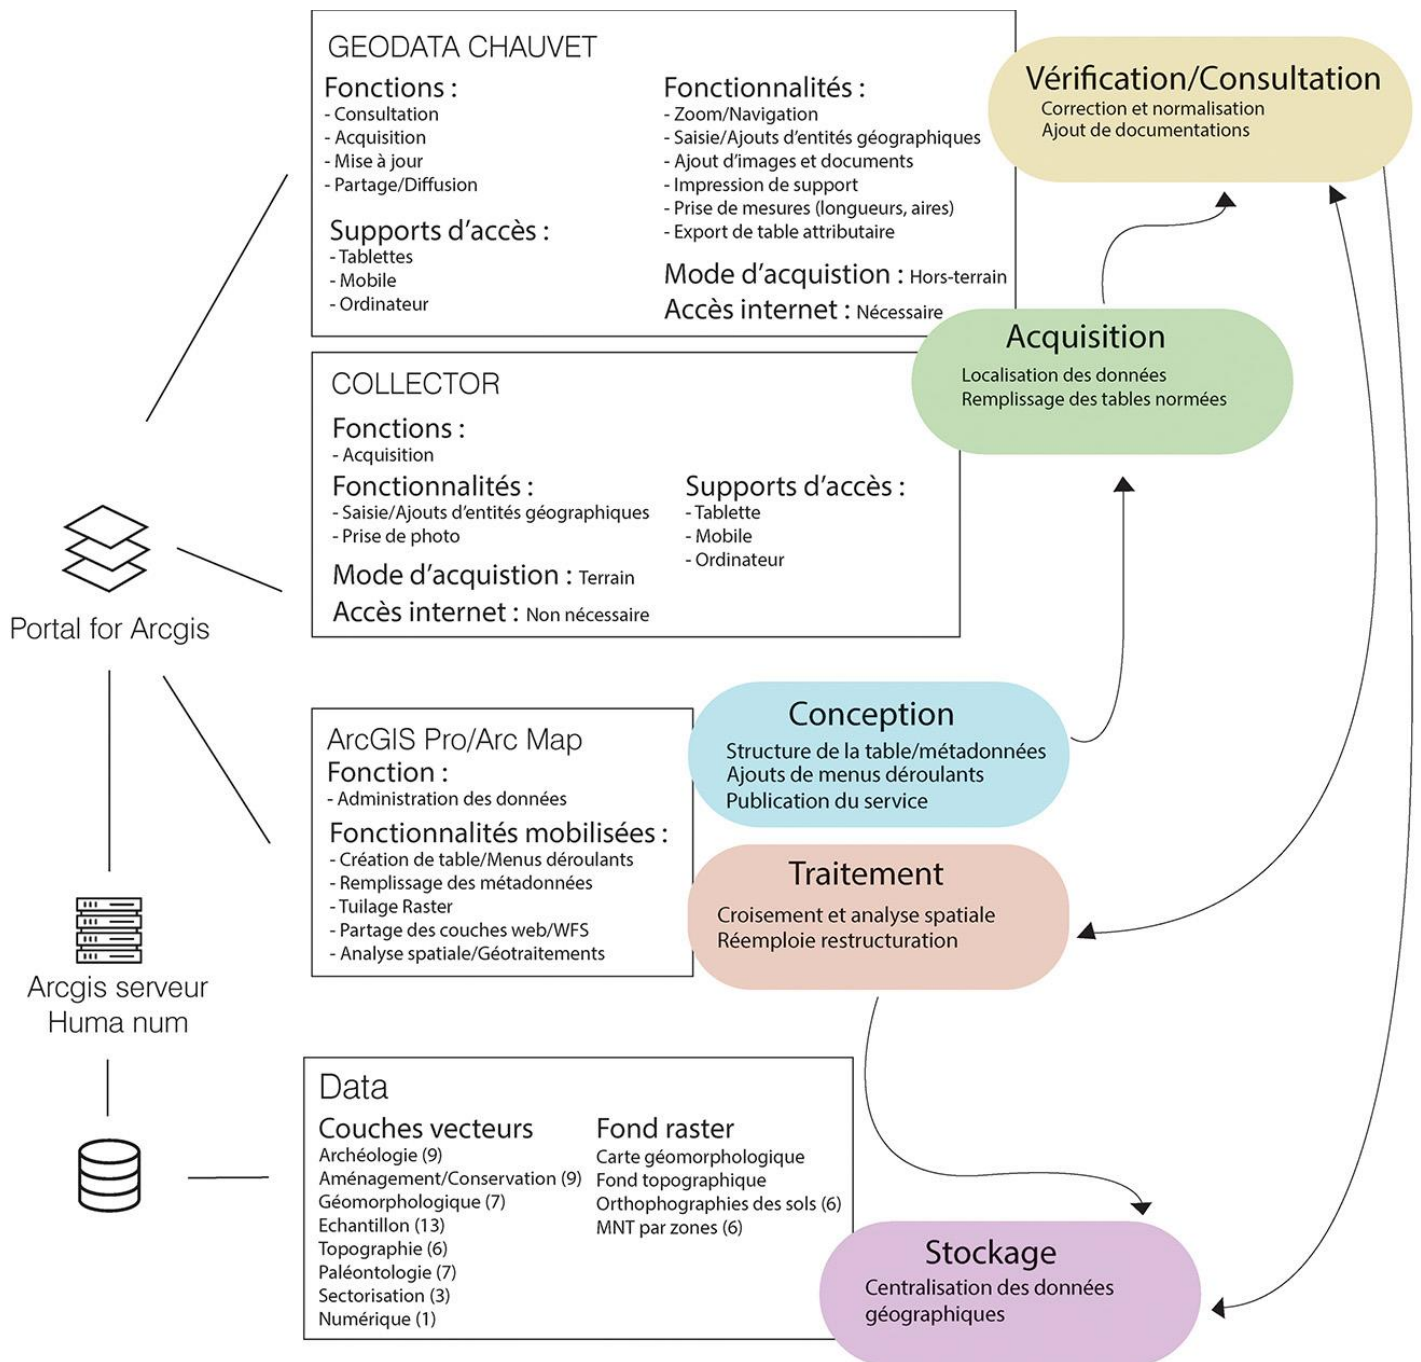 GEODATA CHAUVET
Fonctions :
- Consultation
- Acquisition
- Mise à jour
- Partage/Diffusion
Supports d'accès :
- Tablettes
- Mobile
- Ordinateur
Fonctionnalités :
- Zoom/Navigation
- Saisie/Ajouts d'entités géographiques
- Ajout d'images et documents
- Impression de support
- Prise de mesures (longueurs, aires)
- Export de table attributaire
Mode d'acquistion : Hors-terrain
Accès internet : Nécessaire
Vérification/Consultation
Correction et normalisation
Ajout de documentations
Acquisition
Localisation des données
Remplissage des tables normées
COLLECTOR
Fonctions :
- Acquisition
Fonctionnalités :
- Saisie/Ajouts d'entités géographiques
- Prise de photo
Mode d'acquistion : Terrain
Accès internet : Non nécessaire
Supports d'accès :
- Tablette
- Mobile
- Ordinateur
Portal for Arcgis
ArcGIS Pro/Arc Map
Fonction :
- Administration des données
Fonctionnalités mobilisées :
- Création de table/Menus déroulants
- Remplissage des métadonnées
- Tuilage Raster
- Partage des couches web/WFS
- Analyse spatiale/Géotraitements
Conception
Structure de la table/métadonnées
Ajouts de menus déroulants
Publication du service
Traitement
Croisement et analyse spatiale
Réemploie restructuration
Arcgis serveur
Huma num
Data
Couches vecteurs
Archéologie (9)
Aménagement/Conservation (9)
Géomorphologique (7)
Echantillon (13)
Topographie (6)
Paléontologie (7)
Sectorisation (3)
Numérique (1)
Fond raster
Carte géomorphologique
Fond topographique
Orthophographies des sols (6)
MNT par zones (6)
Stockage
Centralisation des données
géographiques